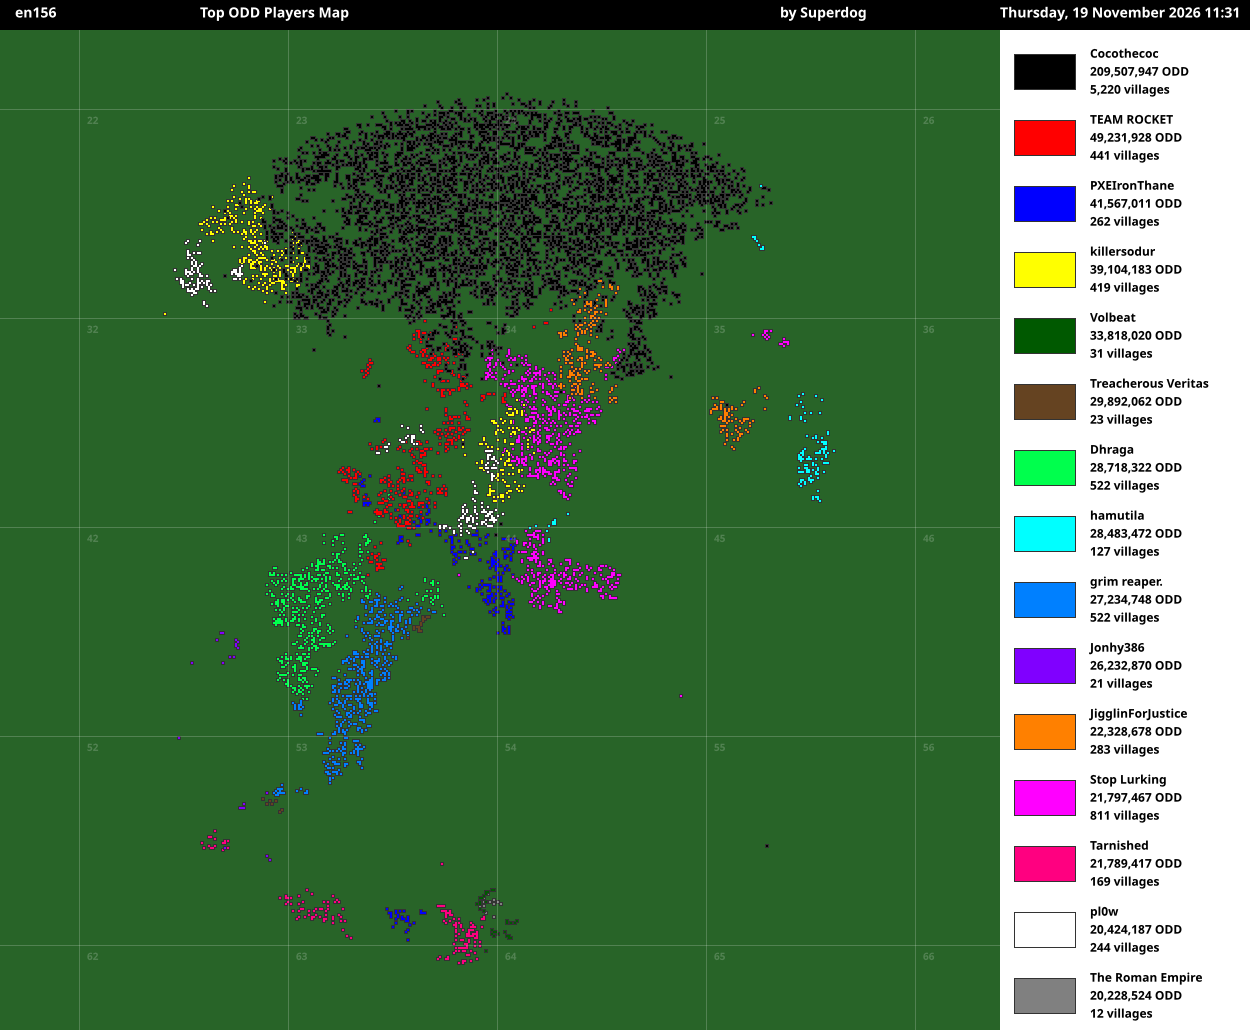 en156 Top ODD Players Map by Superdog Thursday, 19 November 2026 11:31
Cocothecoc
209,507,947 ODD
5,220 villages
TEAM ROCKET
49,231,928 ODD
441 villages
PXEIronThane
41,567,011 ODD
262 villages
killersodur
39,104,183 ODD
419 villages
Volbeat
33,818,020 ODD
31 villages
Treacherous Veritas
29,892,062 ODD
23 villages
Dhraga
28,718,322 ODD
522 villages
hamutila
28,483,472 ODD
127 villages
grim reaper.
27,234,748 ODD
522 villages
Jonhy386
26,232,870 ODD
21 villages
JigglinForJustice
22,328,678 ODD
283 villages
Stop Lurking
21,797,467 ODD
811 villages
Tarnished
21,789,417 ODD
169 villages
pl0w
20,424,187 ODD
244 villages
The Roman Empire
20,228,524 ODD
12 villages
22 23 25 26
32 33 34 35 36
42 43 45 46
52 53 54 55 56
62 63 64 65 66